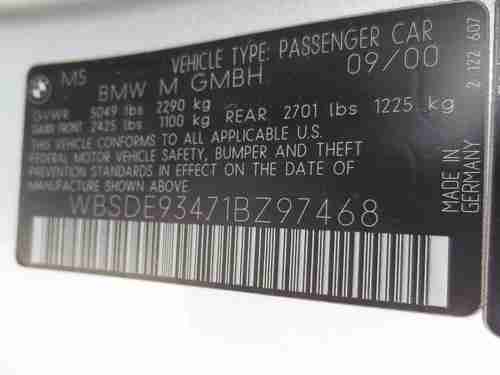 M5 VEHICLE TYPE: PASSENGER CAR
BMW M GMBH 09/00
GVWR 5049 lbs 2290 kg
GAWR FRONT 2425 lbs 1100 kg REAR 2701 lbs 1225 kg
THIS VEHICLE CONFORMS TO ALL APPLICABLE U.S.
FEDERAL MOTOR VEHICLE SAFETY, BUMPER AND THEFT
PREVENTION STANDARDS IN EFFECT ON THE DATE OF
MANUFACTURE SHOWN ABOVE.
WBSDE93471BZ97468
MADE IN
GERMANY
2 122 607